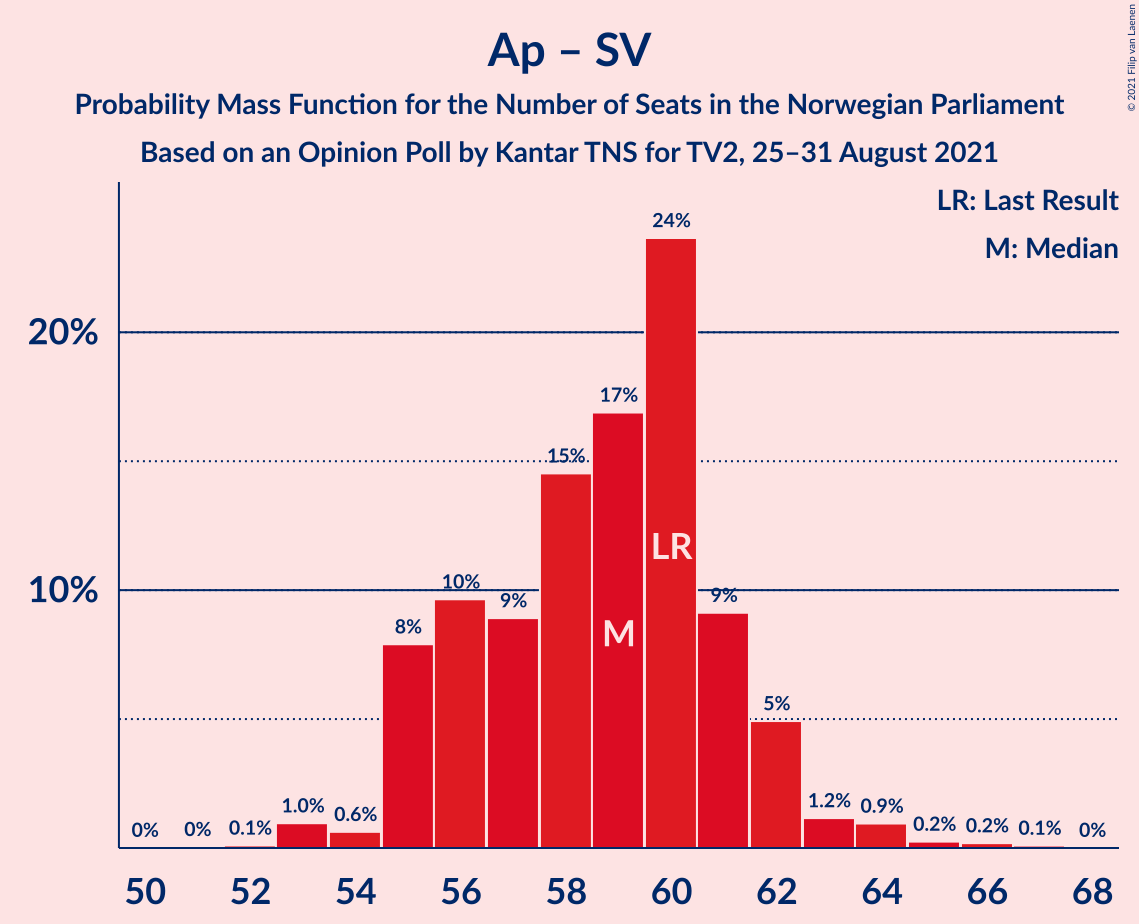 Ap – SV
Probability Mass Function for the Number of Seats in the Norwegian Parliament
Based on an Opinion Poll by Kantar TNS for TV2, 25–31 August 2021
© 2021 Filip van Laenen
LR: Last Result
M: Median
20%
10%
0%
0%
0.1%
1.0%
0.6%
8%
10%
9%
15%
17%
24%
9%
5%
1.2%
0.9%
0.2%
0.2%
0.1%
0%
M
LR
50 52 54 56 58 60 62 64 66 68